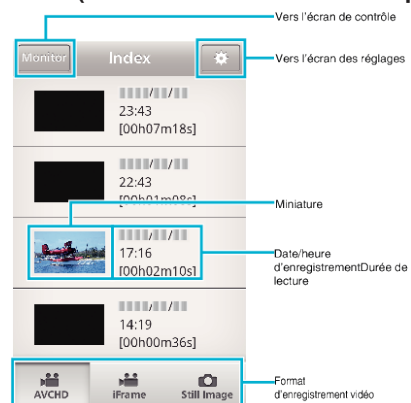 Vers l'écran de contrôle
Monitor
Index
Vers l'écran des réglages
23:43
[00h07m18s]
22:43
[00h01m08s]
Miniature
17:16
[00h02m10s]
Date/heure
d'enregistrementDurée de
lecture
14:19
[00h00m36s]
AVCHD
iFrame
Still Image
Format
d'enregistrement vidéo